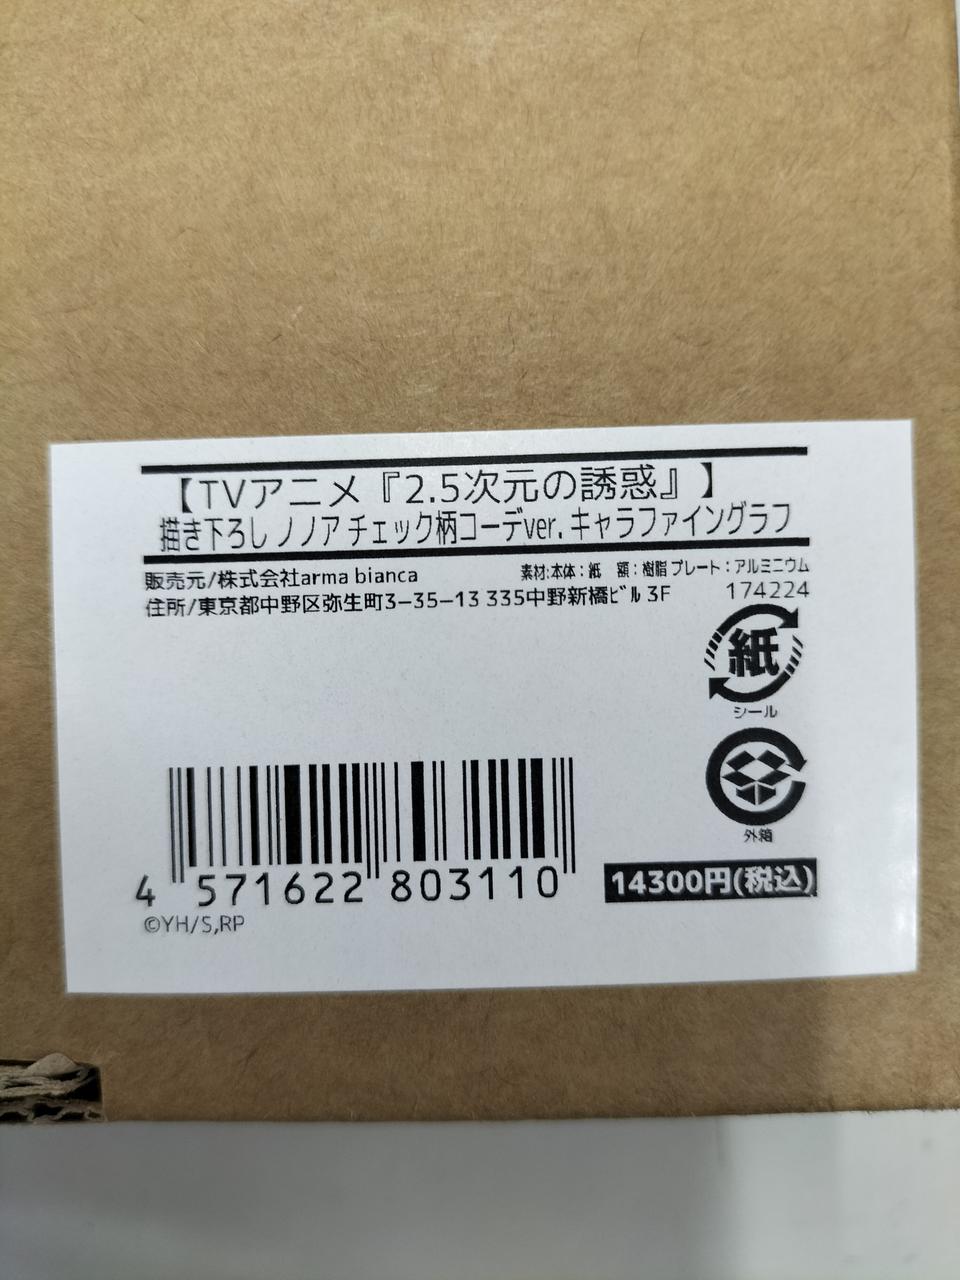 【TVアニメ『2.5次元の誘惑』】
描き下ろし ノノア チェック柄コーデver. キャラファイングラフ
販売元/株式会社arma bianca
素材:本体：紙　額：樹脂 プレート：アルミニウム
住所/東京都中野区弥生町3-35-13 335中野新橋ﾋﾞﾙ 3F
174224
紙
シール
外箱
4 571622 803110
14300円(税込)
©YH/S,RP